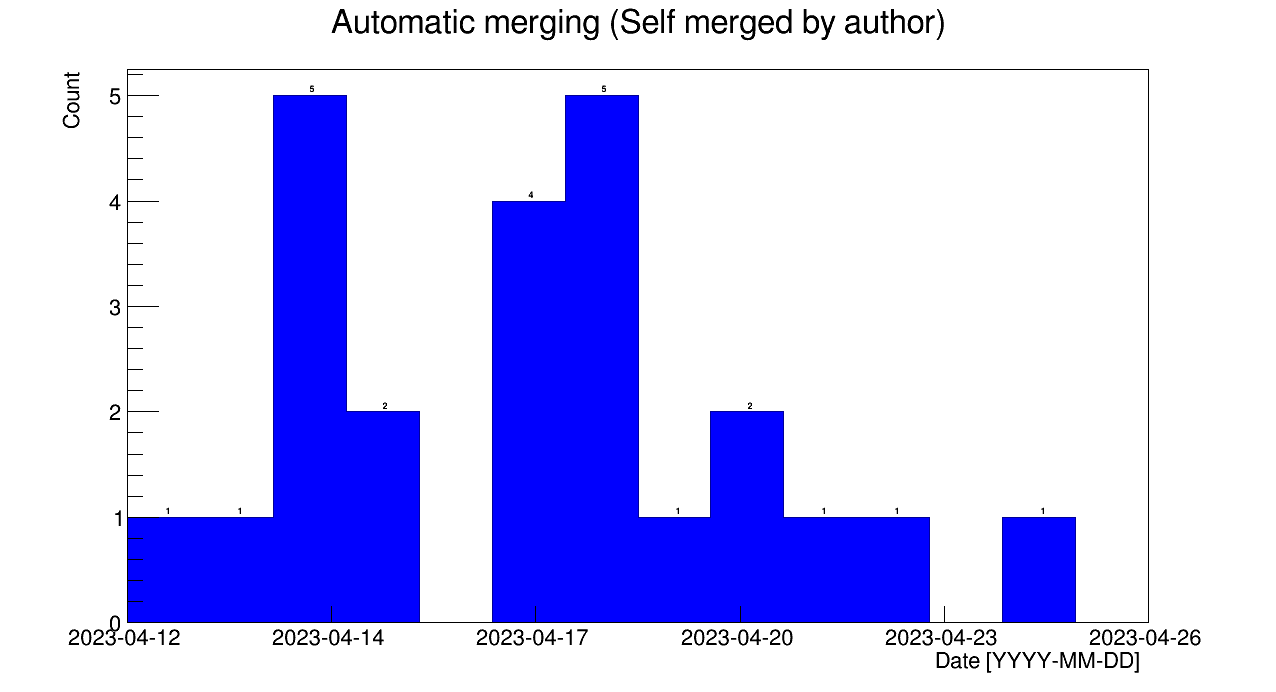 Automatic merging (Self merged by author)
Count
5
4
3
2
1
0
1 1 5 2 4 5 1 2 1 1 1
2023-04-12 2023-04-14 2023-04-17 2023-04-20 2023-04-23 2023-04-26
Date [YYYY-MM-DD]